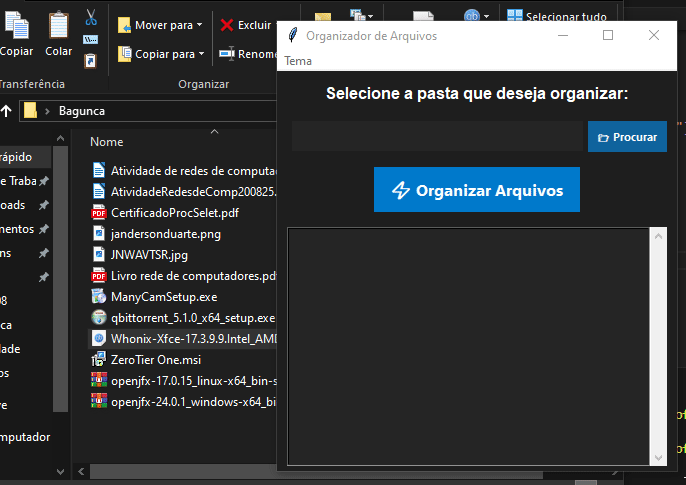 Copiar
Colar
Mover para
Copiar para
Excluir
Renome
Selecionar tudo
Transferência
Organizar
Bagunca
rápido
Traba
loads
mentos
ns
08
ca
dade
os
ve
mputador
Nome
Atividade de redes de computa
AtividadeRedesdeComp200825.
CertificadoProcSelet.pdf
jandersonduarte.png
JNWAVTSR.jpg
Livro rede de computadores.pdf
ManyCamSetup.exe
qbittorrent_5.1.0_x64_setup.exe
Whonix-Xfce-17.3.9.9.Intel_AMD
ZeroTier One.msi
openjfx-17.0.15_linux-x64_bin-s
openjfx-24.0.1_windows-x64_bi
Organizador de Arquivos
Tema
Selecione a pasta que deseja organizar:
Procurar
Organizar Arquivos